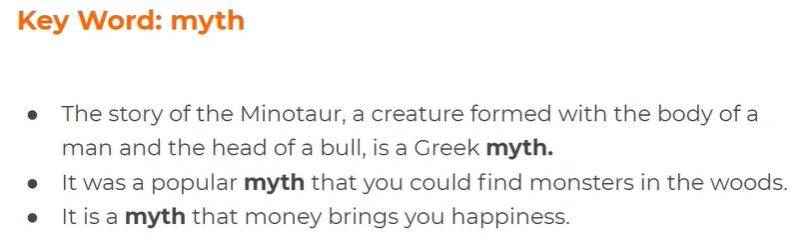 Key Word: myth
● The story of the Minotaur, a creature formed with the body of a
man and the head of a bull, is a Greek myth.
● It was a popular myth that you could find monsters in the woods.
● It is a myth that money brings you happiness.